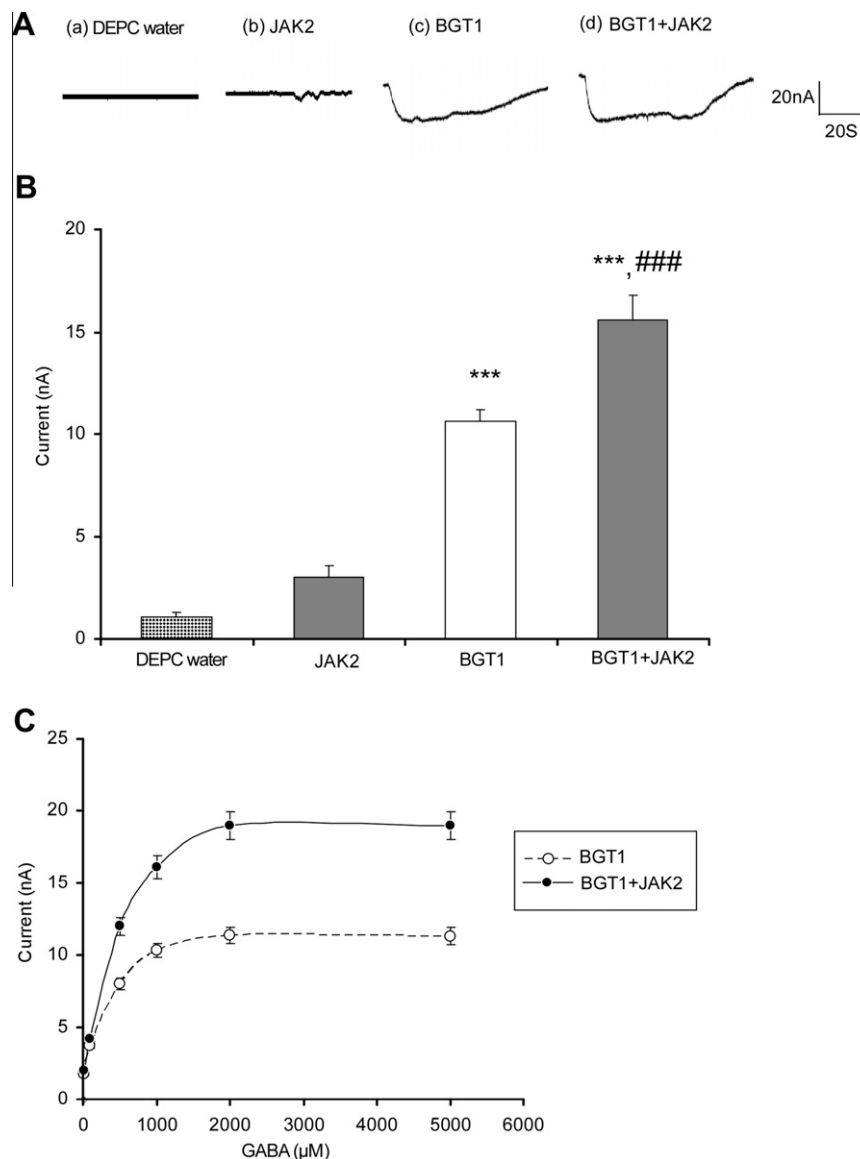 A
(a) DEPC water
(b) JAK2
(c) BGT1
(d) BGT1+JAK2
20nA
20S
B
20
15
10
5
0
Current (nA)
***
***, ###
DEPC water
JAK2
BGT1
BGT1+JAK2
C
25
20
15
10
5
0
Current (nA)
0
1000
2000
3000
4000
5000
6000
GABA (µM)
BGT1
BGT1+JAK2